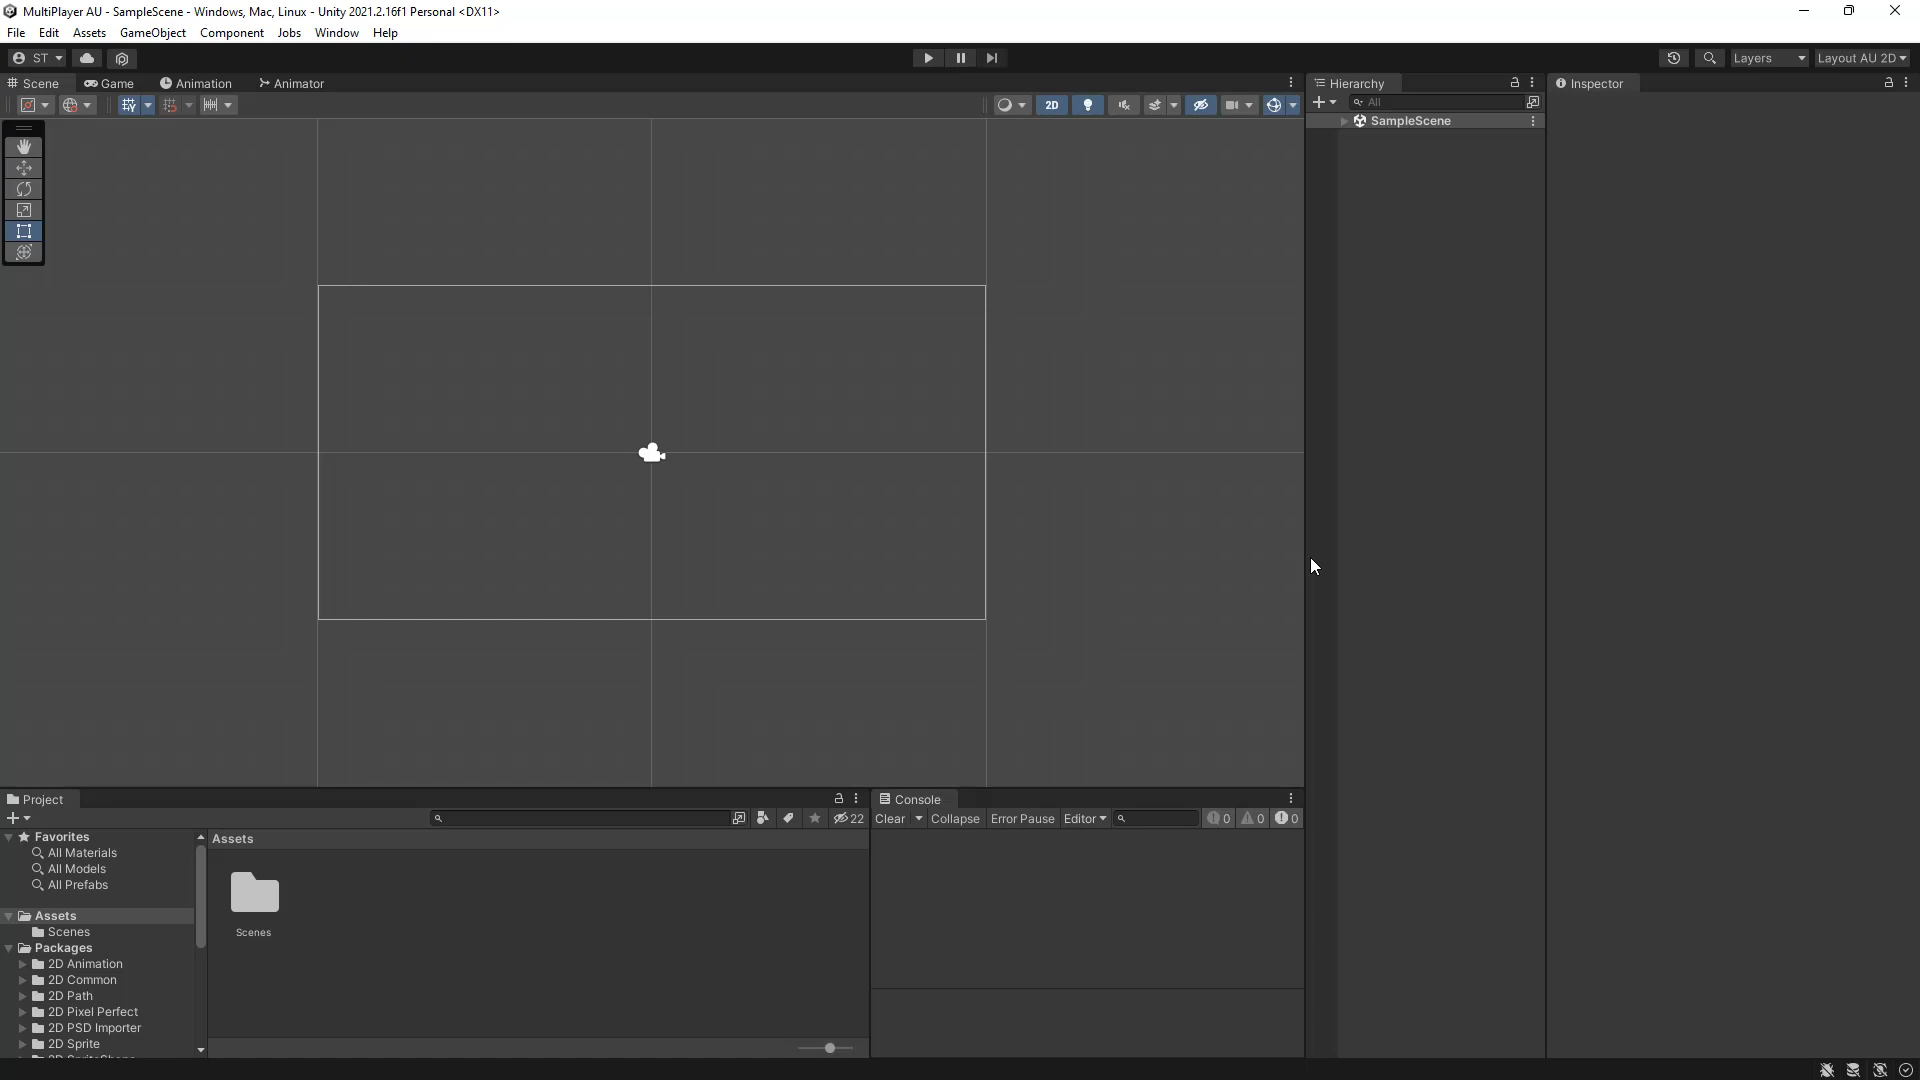 MultiPlayer AU - SampleScene - Windows, Mac, Linux - Unity 2021.2.16f1 Personal <DX11>
File Edit Assets GameObject Component Jobs Window Help
ST Layers Layout AU 2D
Scene Game Animation Animator Hierarchy Inspector
2D All
SampleScene
Project Console
22 Clear Collapse Error Pause Editor 0 0 0
Favorites Assets
All Materials
All Models
All Prefabs
Assets
Scenes
Scenes
Packages
2D Animation
2D Common
2D Path
2D Pixel Perfect
2D PSD Importer
2D Sprite